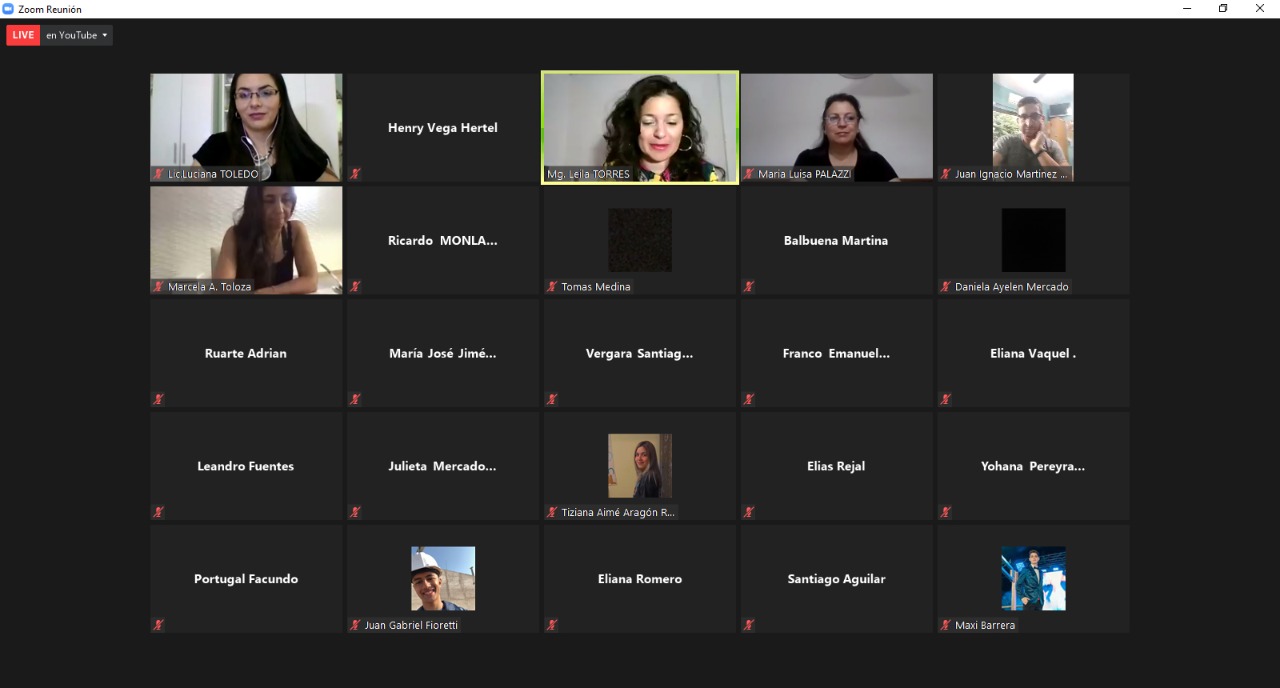 Zoom Reunión
LIVE en YouTube
Lic.Luciana TOLEDO
Henry Vega Hertel
Mg. Leila TORRES
Maria Luisa PALAZZI
Juan Ignacio Martinez ...
Marcela A. Toloza
Ricardo MONLA...
Tomas Medina
Balbuena Martina
Daniela Ayelen Mercado
Ruarte Adrian
María José Jimé...
Vergara Santiag...
Franco Emanuel...
Eliana Vaquel .
Leandro Fuentes
Julieta Mercado...
Tiziana Aimé Aragón R...
Elias Rejal
Yohana Pereyra...
Portugal Facundo
Juan Gabriel Fioretti
Eliana Romero
Santiago Aguilar
Maxi Barrera